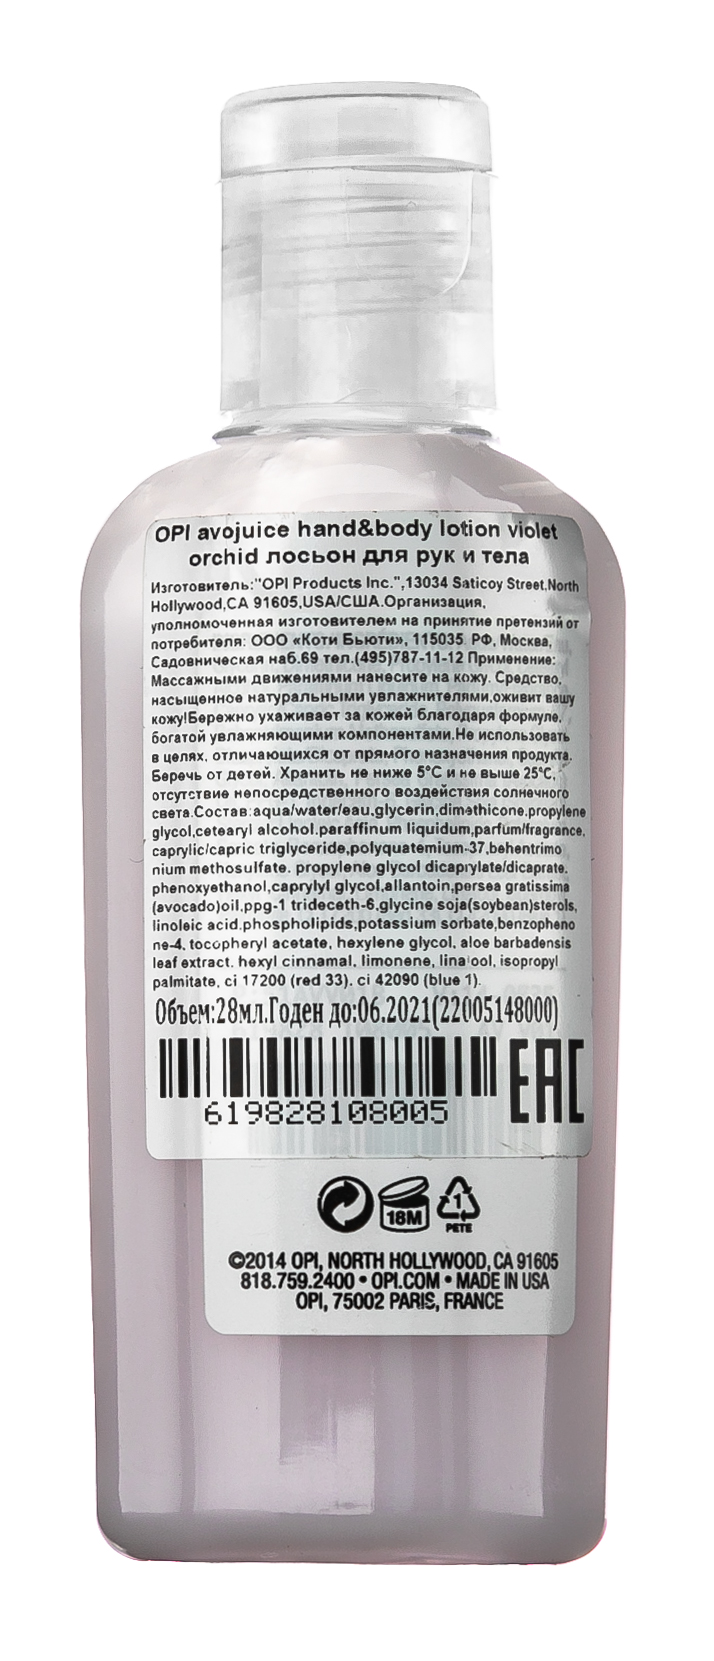 OPI avojuice hand&body lotion violet
orchid лосьон для рук и тела
Изготовитель:"OPI Products Inc.",13034 Saticoy Street,North
Hollywood,CA 91605,USA/США.Организация,
уполномоченная изготовителем на принятие претензий от
потребителя: ООО «Коти Бьюти», 115035. РФ, Москва,
Садовническая наб.69 тел.(495)787-11-12 Применение:
Массажными движениями нанесите на кожу. Средство,
насыщенное натуральными увлажнителями,оживит вашу
кожу!Бережно ухаживает за кожей благодаря формуле,
богатой увлажняющими компонентами.Не использовать
в целях, отличающихся от прямого назначения продукта.
Беречь от детей. Хранить не ниже 5°C и не выше 25°C,
отсутствие непосредственного воздействия солнечного
света.Состав:aqua/water/eau,glycerin,dimethicone,propylene
glycol,cetearyl alcohol.paraffinum liquidum,parfum/fragrance,
caprylic/capric triglyceride,polyquatemium-37,behentrimo
nium methosulfate. propylene glycol dicaprylate/dicaprate.
phenoxyethanol,caprylyl glycol,allantoin,persea gratissima
(avocado)oil,ppg-1 trideceth-6,glycine soja(soybean)sterols,
linoleic acid.phospholipids,potassium sorbate,benzopheno
ne-4, tocopheryl acetate, hexylene glycol, aloe barbadensis
leaf extract. hexyl cinnamal, limonene, linalool, isopropyl
palmitate, ci 17200 (red 33). ci 42090 (blue 1).
Объем:28мл.Годен до:06.2021(22005148000)
619828108005
EAC
18M
1
PETE
©2014 OPI, NORTH HOLLYWOOD, CA 91605
818.759.2400 • OPI.COM • MADE IN USA
OPI, 75002 PARIS, FRANCE